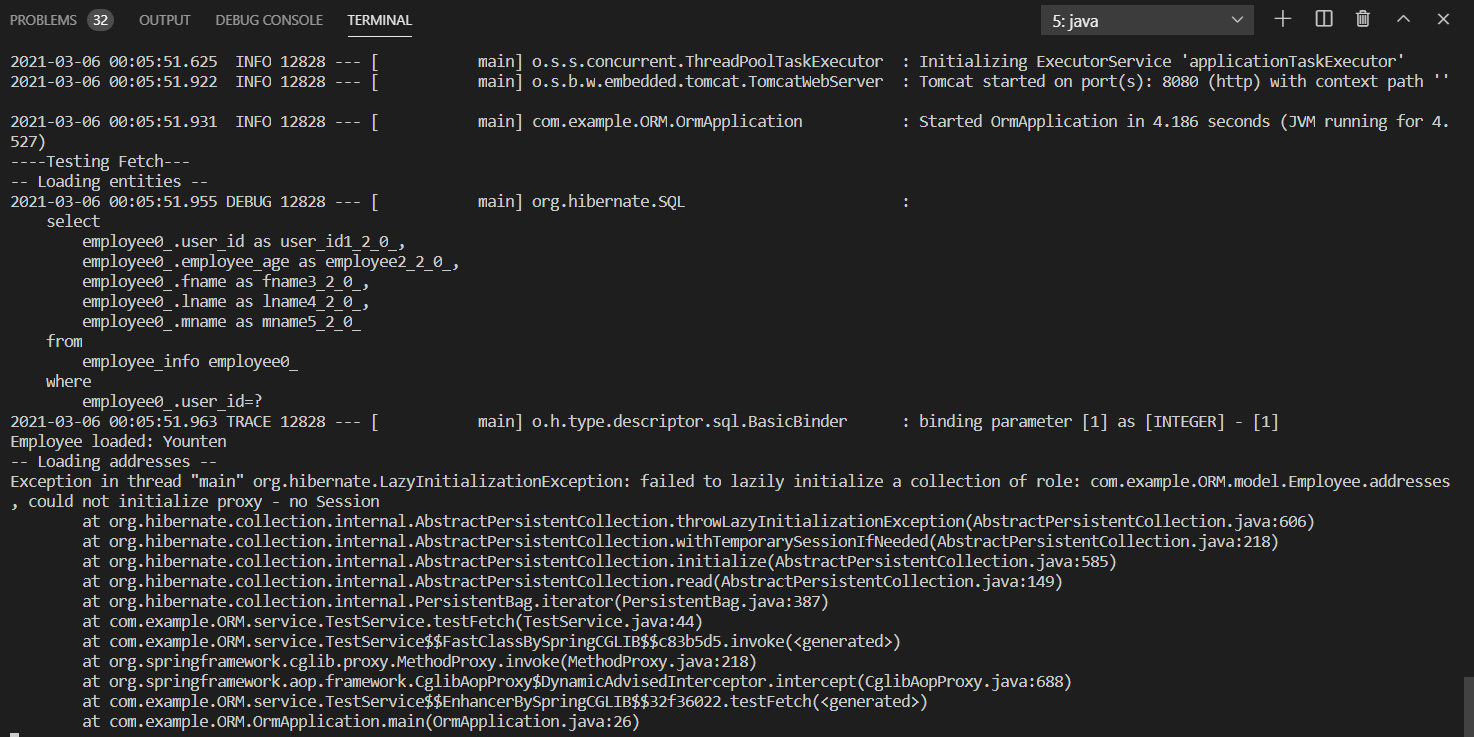 PROBLEMS 32 OUTPUT DEBUG CONSOLE TERMINAL 5: java
2021-03-06 00:05:51.625  INFO 12828 --- [           main] o.s.s.concurrent.ThreadPoolTaskExecutor  : Initializing ExecutorService 'applicationTaskExecutor'
2021-03-06 00:05:51.922  INFO 12828 --- [           main] o.s.b.w.embedded.tomcat.TomcatWebServer  : Tomcat started on port(s): 8080 (http) with context path ''
2021-03-06 00:05:51.931  INFO 12828 --- [           main] com.example.ORM.OrmApplication           : Started OrmApplication in 4.186 seconds (JVM running for 4.
527)
----Testing Fetch---
-- Loading entities --
2021-03-06 00:05:51.955 DEBUG 12828 --- [           main] org.hibernate.SQL                        :
    select
        employee0_.user_id as user_id1_2_0_,
        employee0_.employee_age as employee2_2_0_,
        employee0_.fname as fname3_2_0_,
        employee0_.lname as lname4_2_0_,
        employee0_.mname as mname5_2_0_
    from
        employee_info employee0_
    where
        employee0_.user_id=?
2021-03-06 00:05:51.963 TRACE 12828 --- [           main] o.h.type.descriptor.sql.BasicBinder      : binding parameter [1] as [INTEGER] - [1]
Employee loaded: Younten
-- Loading addresses --
Exception in thread "main" org.hibernate.LazyInitializationException: failed to lazily initialize a collection of role: com.example.ORM.model.Employee.addresses
, could not initialize proxy - no Session
        at org.hibernate.collection.internal.AbstractPersistentCollection.throwLazyInitializationException(AbstractPersistentCollection.java:606)
        at org.hibernate.collection.internal.AbstractPersistentCollection.withTemporarySessionIfNeeded(AbstractPersistentCollection.java:218)
        at org.hibernate.collection.internal.AbstractPersistentCollection.initialize(AbstractPersistentCollection.java:585)
        at org.hibernate.collection.internal.AbstractPersistentCollection.read(AbstractPersistentCollection.java:149)
        at org.hibernate.collection.internal.PersistentBag.iterator(PersistentBag.java:387)
        at com.example.ORM.service.TestService.testFetch(TestService.java:44)
        at com.example.ORM.service.TestService$$FastClassBySpringCGLIB$$c83b5d5.invoke(<generated>)
        at org.springframework.cglib.proxy.MethodProxy.invoke(MethodProxy.java:218)
        at org.springframework.aop.framework.CglibAopProxy$DynamicAdvisedInterceptor.intercept(CglibAopProxy.java:688)
        at com.example.ORM.service.TestService$$EnhancerBySpringCGLIB$$32f36022.testFetch(<generated>)
        at com.example.ORM.OrmApplication.main(OrmApplication.java:26)